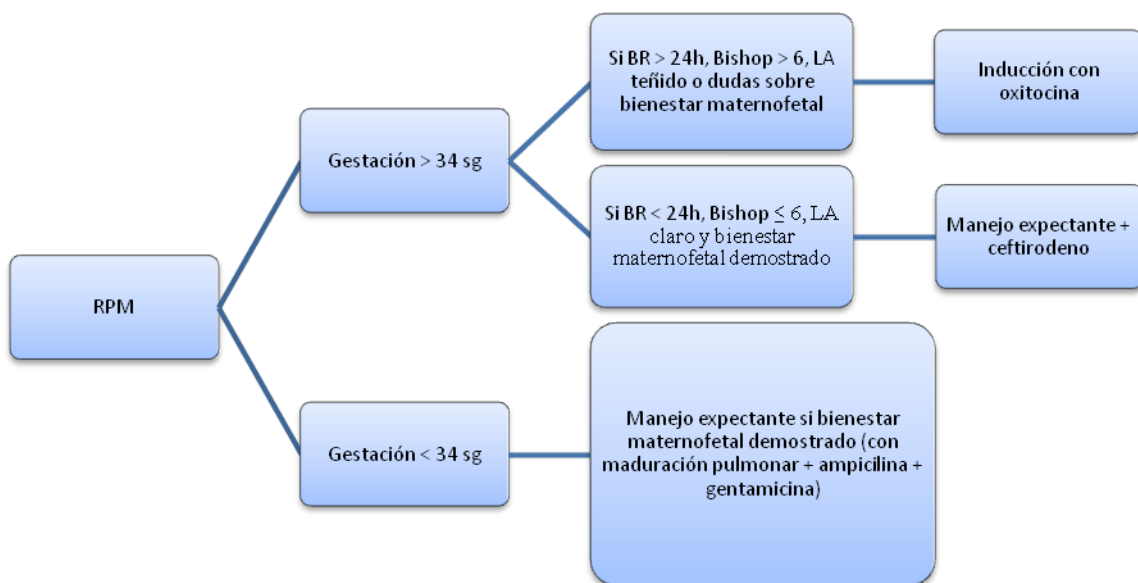 Si BR > 24h, Bishop > 6, LA
teñido o dudas sobre
bienestar maternofetal
Inducción con
oxitocina
Gestación > 34 sg
Si BR < 24h, Bishop ≤ 6, LA
claro y bienestar
maternofetal demostrado
Manejo expectante +
ceftirodeno
RPM
Gestación < 34 sg
Manejo expectante si bienestar
maternofetal demostrado (con
maduración pulmonar + ampicilina +
gentamicina)